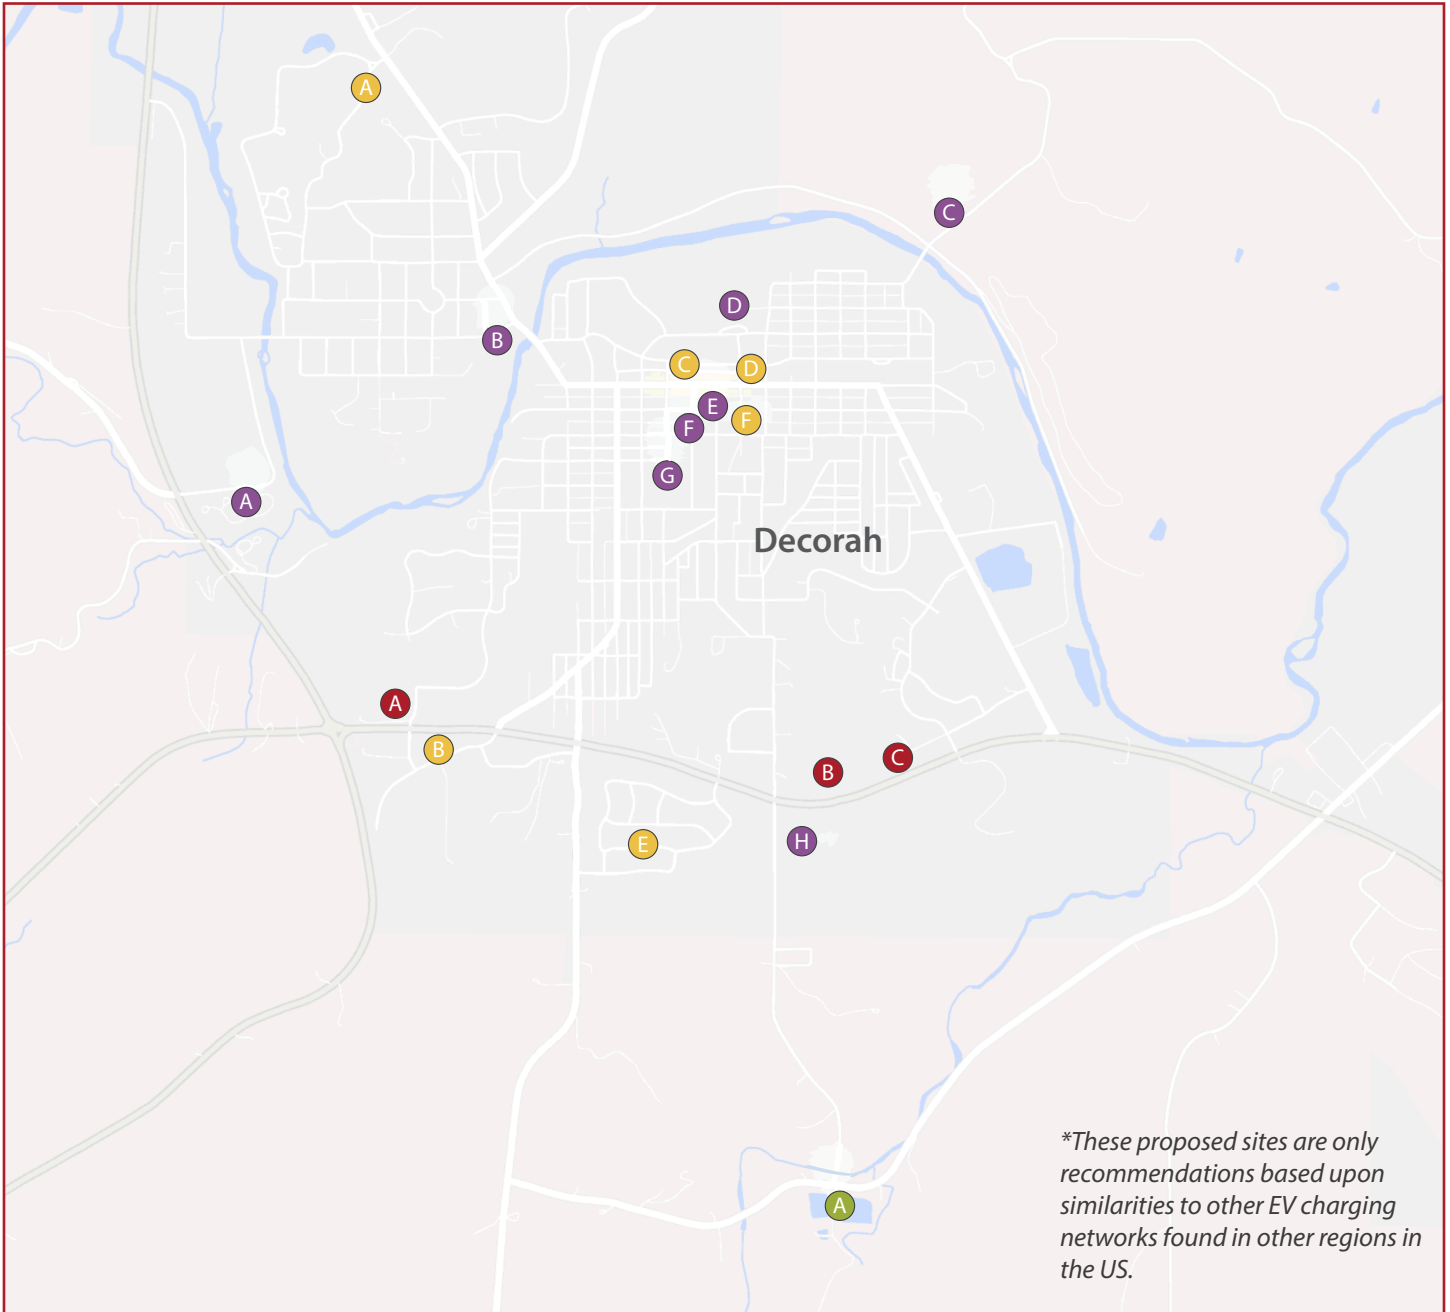 A
C
D
B
C
D
E
F
F
G
A
Decorah
A
B
C
B
E
H
*These proposed sites are only
recommendations based upon
similarities to other EV charging
networks found in other regions in
the US.
A